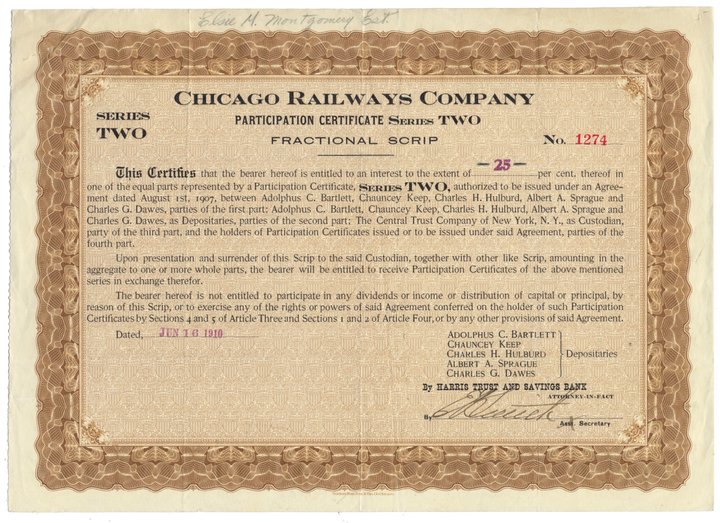 Elsie M. Montgomery Est.
CHICAGO RAILWAYS COMPANY
SERIES TWO
PARTICIPATION CERTIFICATE SERIES TWO
FRACTIONAL SCRIP
No. 1274
This Certifies that the bearer hereof is entitled to an interest to the extent of -25- per cent. thereof in
one of the equal parts represented by a Participation Certificate, SERIES TWO, authorized to be issued under an Agree-
ment dated August 1st, 1907, between Adolphus C. Bartlett, Chauncey Keep, Charles H. Hulburd, Albert A. Sprague and
Charles G. Dawes, parties of the first part; Adolphus C. Bartlett, Chauncey Keep, Charles H. Hulburd, Albert A. Sprague and
Charles G. Dawes, as Depositaries, parties of the second part; The Central Trust Company of New York, N. Y., as Custodian,
party of the third part, and the holders of Participation Certificates issued or to be issued under said Agreement, parties of the
fourth part.
Upon presentation and surrender of this Scrip to the said Custodian, together with other like Scrip, amounting in the
aggregate to one or more whole parts, the bearer will be entitled to receive Participation Certificates of the above mentioned
series in exchange therefor.
The bearer hereof is not entitled to participate in any dividends or income or distribution of capital or principal, by
reason of this Scrip, or to exercise any of the rights or powers of said Agreement conferred on the holder of such Participation
Certificates by Sections 4 and 5 of Article Three and Sections 1 and 2 of Article Four, or by any other provisions of said Agreement.
Dated, JUN 16 1910
ADOLPHUS C. BARTLETT
CHAUNCEY KEEP
CHARLES H. HULBURD
ALBERT A. SPRAGUE
CHARLES G. DAWES
Depositaries
By HARRIS TRUST AND SAVINGS BANK
ATTORNEY-IN-FACT
By
Asst. Secretary